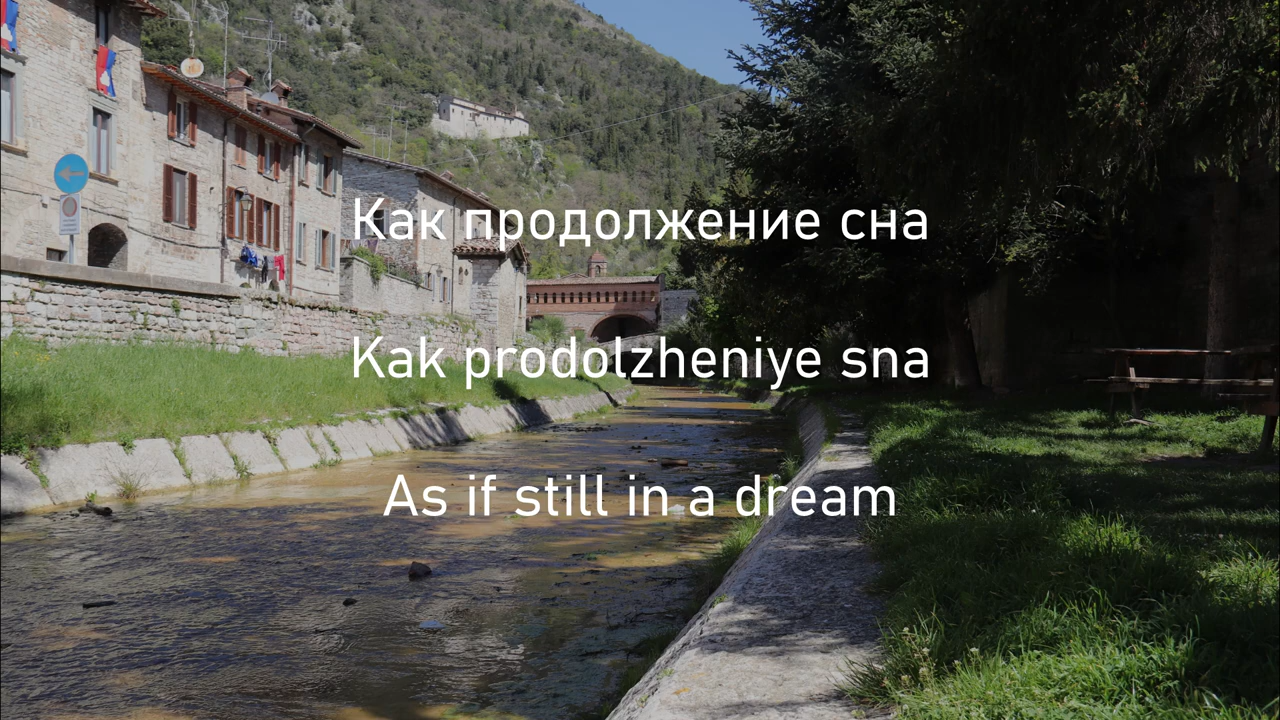 Как продолжение сна
Kak prodolzheniye sna
As if still in a dream